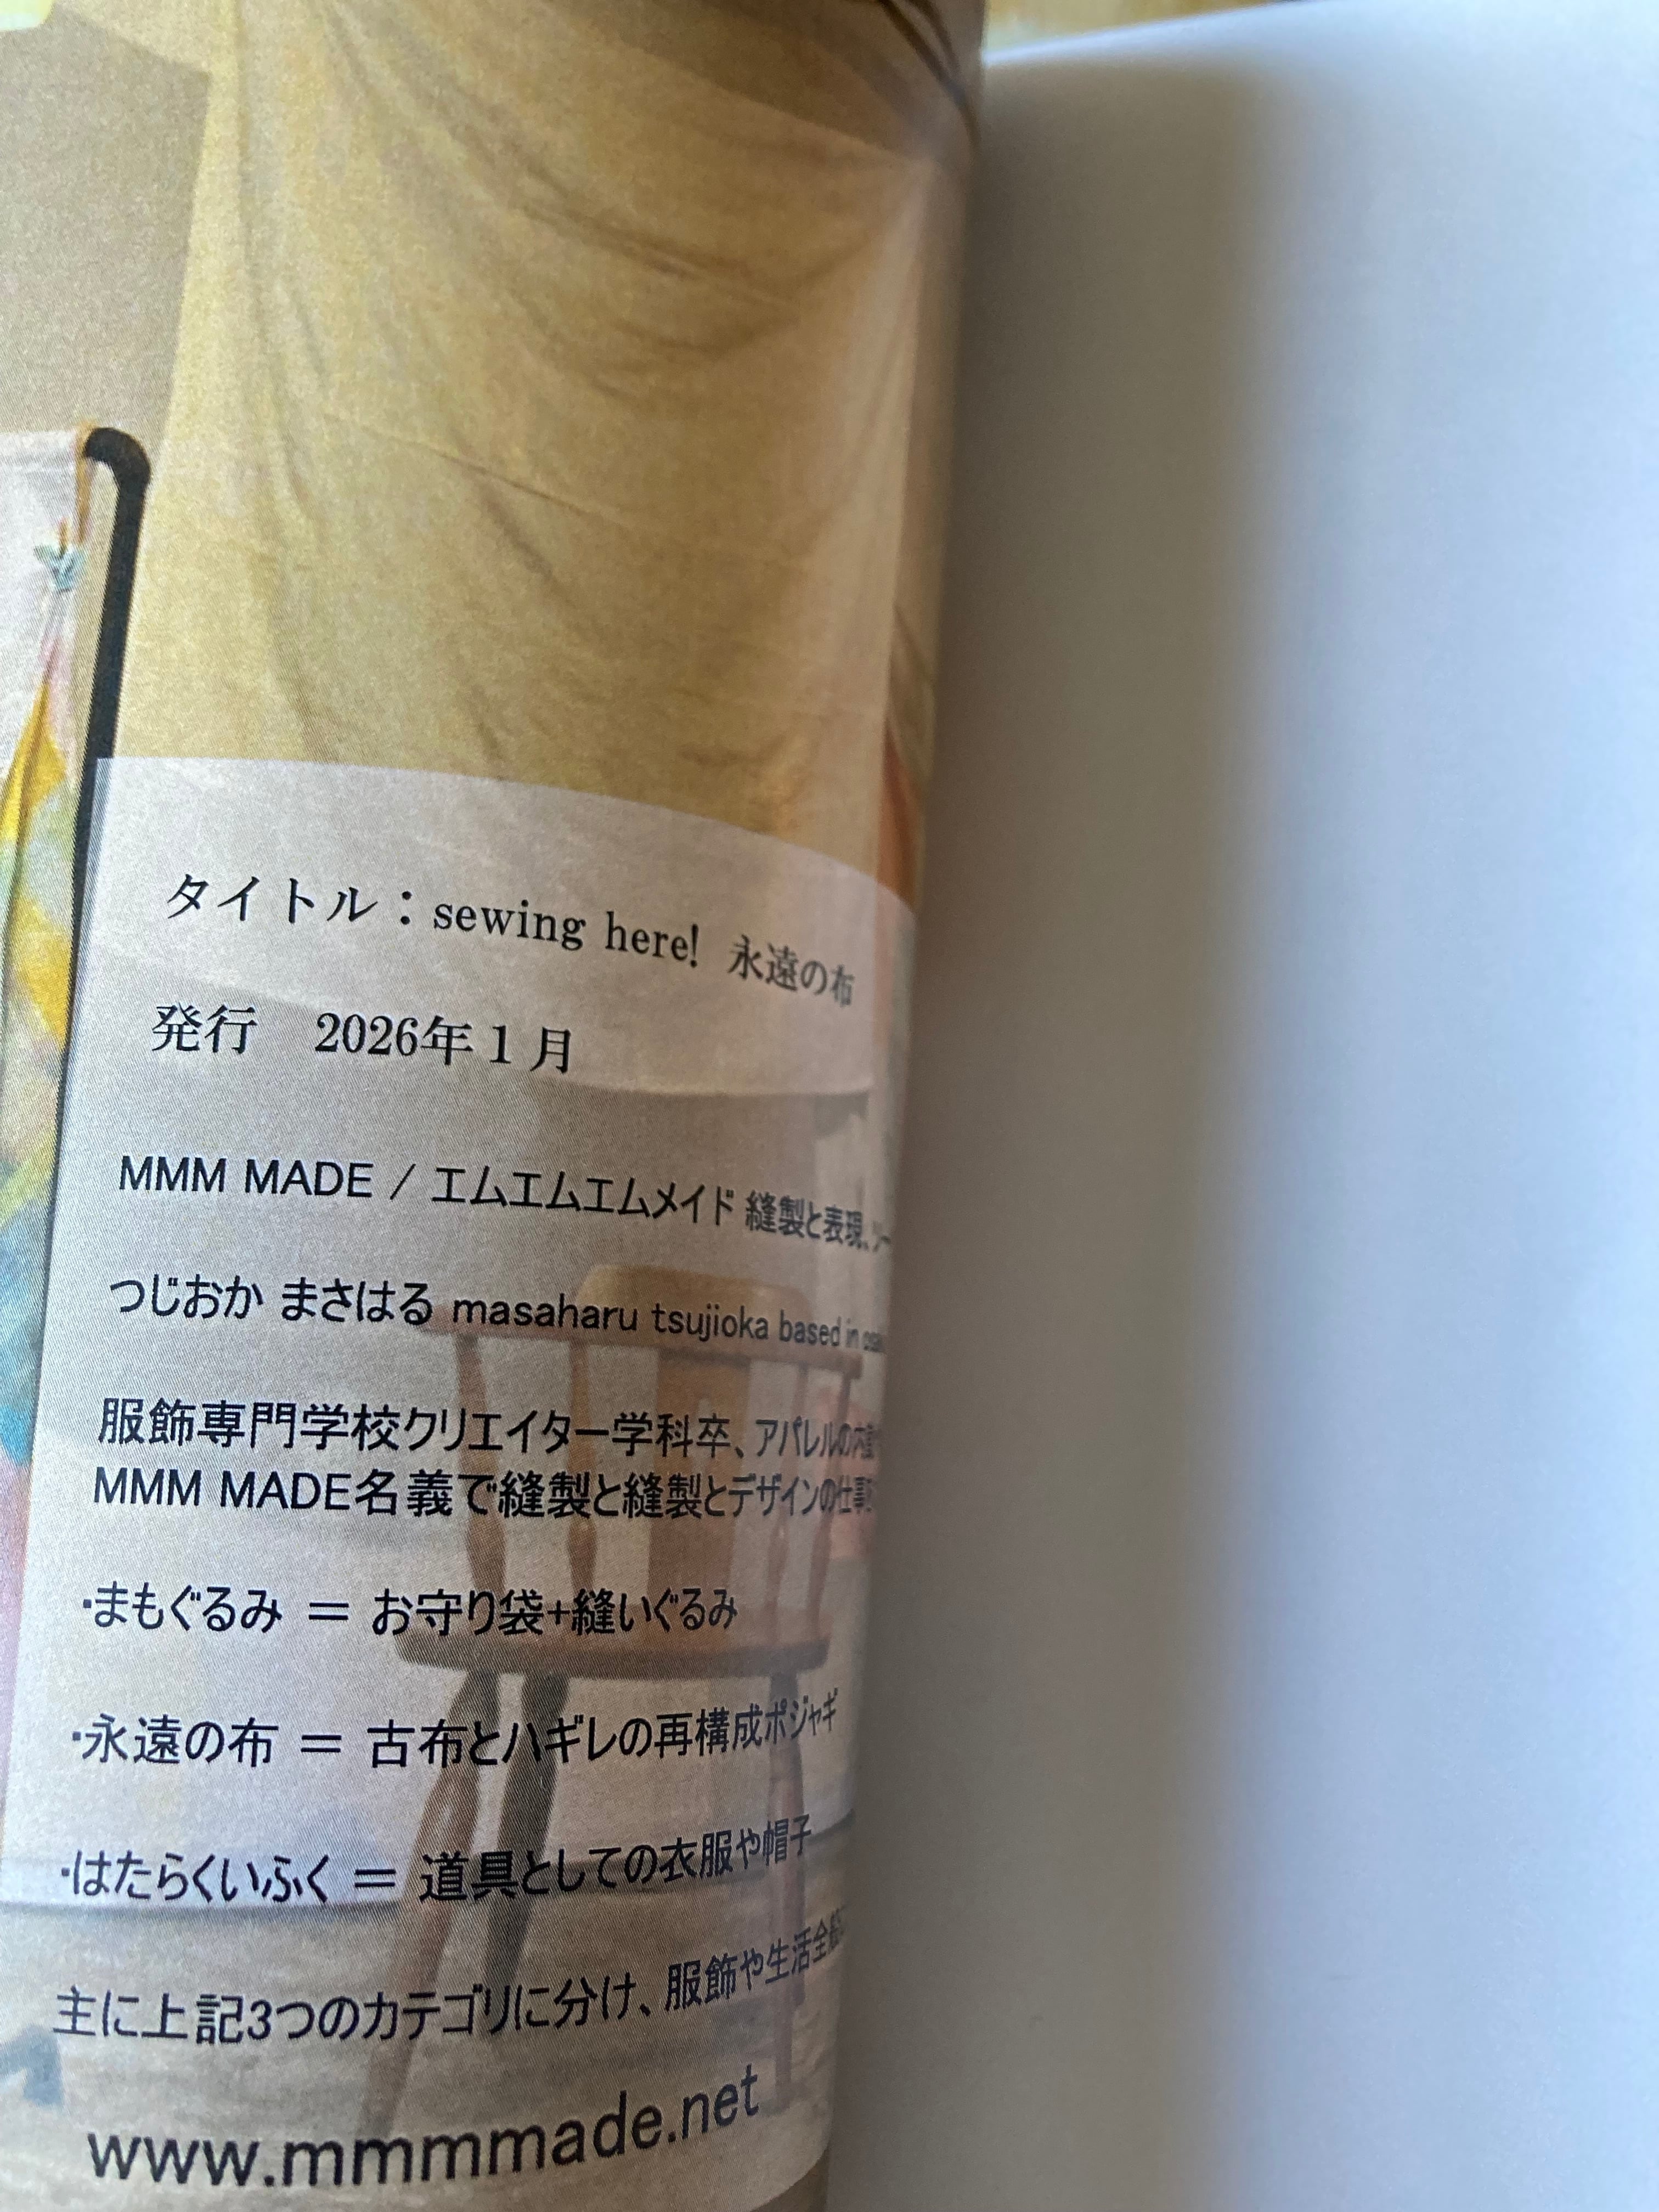 タイトル：sewing here! 永遠の布
発行　2026年1月
MMM MADE / エムエムエムメイド 縫製と表現、ツー
つじおか まさはる masaharu tsujioka based in
服飾専門学校クリエイター学科卒、アパレルの内
MMM MADE名義で縫製と縫製とデザインの仕事
・まもぐるみ ＝ お守り袋+縫いぐるみ
・永遠の布 ＝ 古布とハギレの再構成ポジャギ
・はたらくいふく ＝ 道具としての衣服や帽子
主に上記3つのカテゴリに分け、服飾や生活全般
www.mmmmade.net